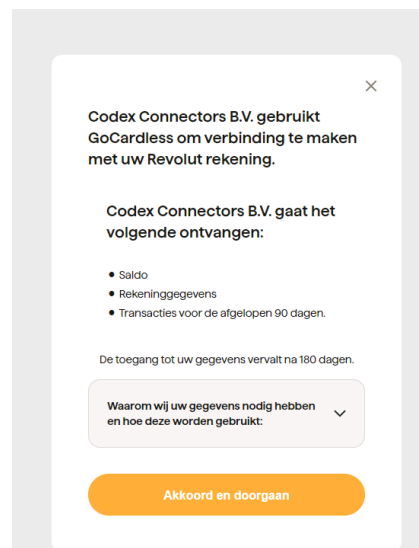 Codex Connectors B.V. gebruikt
GoCardless om verbinding te maken
met uw Revolut rekening.
Codex Connectors B.V. gaat het
volgende ontvangen:
• Saldo
• Rekeninggegevens
• Transacties voor de afgelopen 90 dagen.
De toegang tot uw gegevens vervalt na 180 dagen.
Waarom wij uw gegevens nodig hebben
en hoe deze worden gebruikt:
Akkoord en doorgaan